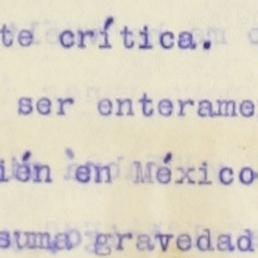 te crítica.
ser enterame
ién en México
suma gravedad